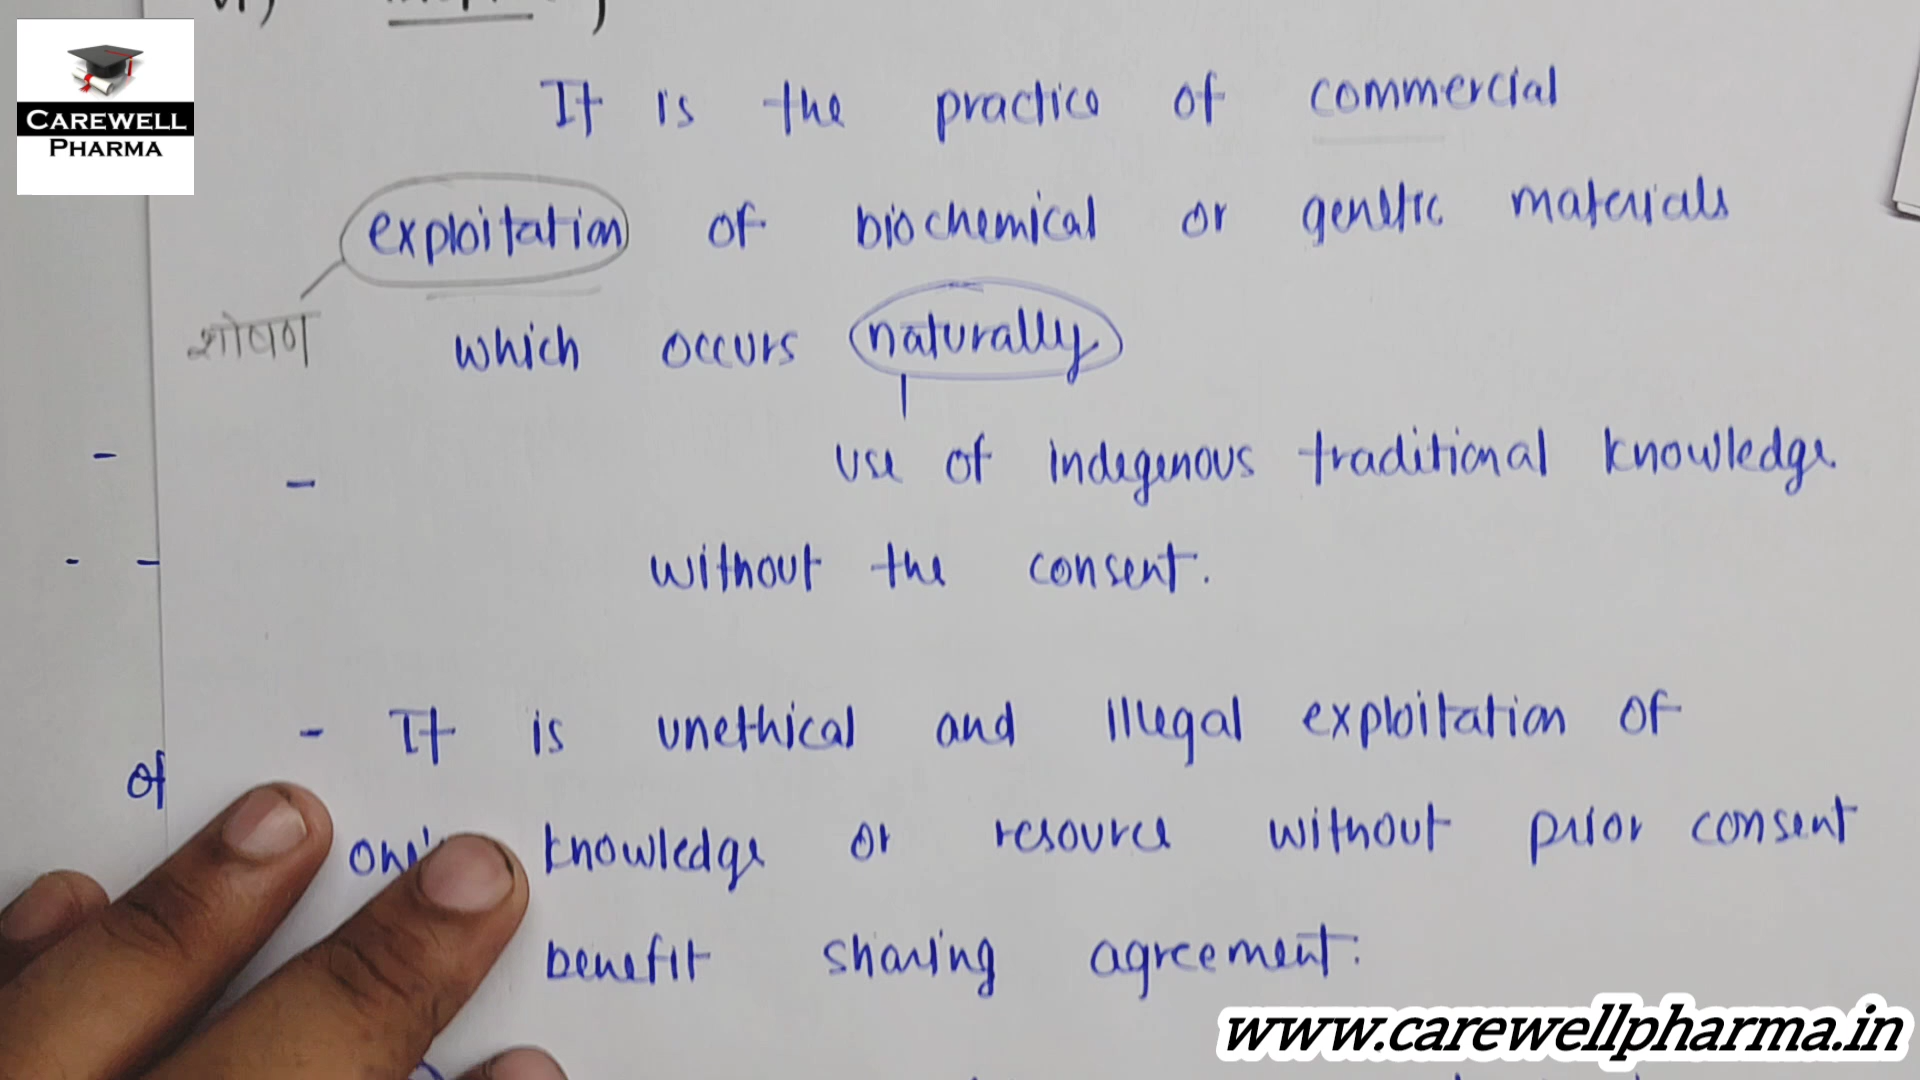 CAREWELL
PHARMA
It is the practice of commercial
exploitation of biochemical or genetic materials
शोषण which occurs naturally
use of indegenous traditional knowledge
without the consent.
- It is unethical and illegal exploitation of
of
knowledge or resource without prior consent
benefit sharing agreement.
www.carewellpharma.in